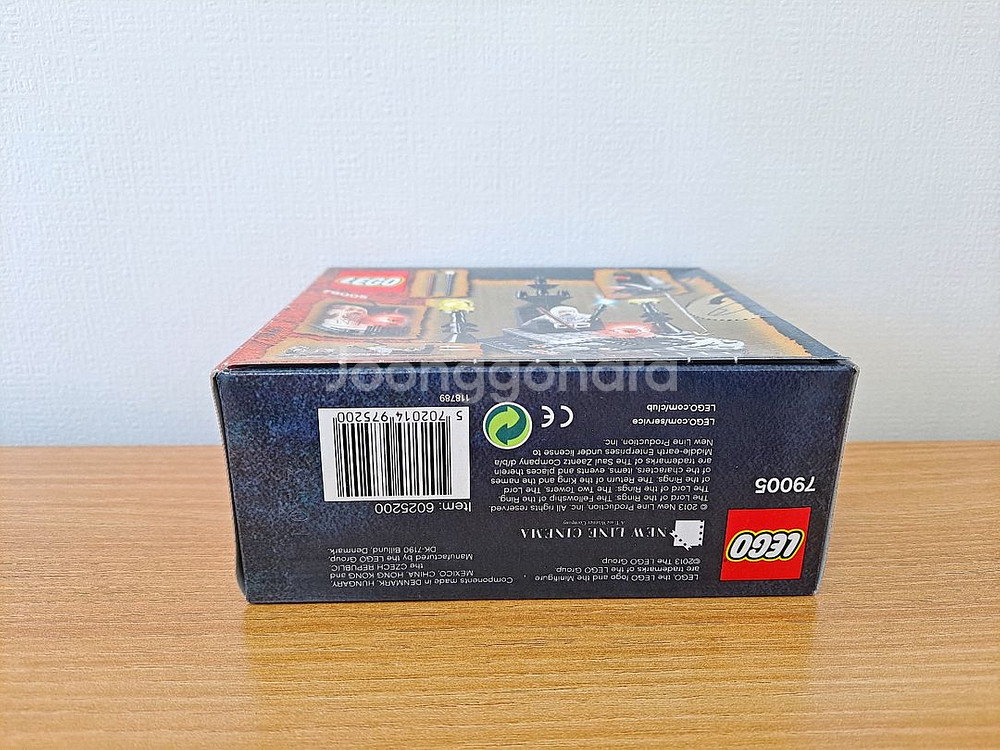 LEGO
79005
Joonggonara
LEGO
79005
LEGO, the LEGO logo and the Minifigure
are trademarks of the LEGO Group.
©2013 The LEGO Group.
NEW LINE CINEMA
A Time Warner Company
© 2013 New Line Productions, Inc. All rights reserved.
The Lord of the Rings: The Fellowship of the Ring,
The Lord of the Rings: The Two Towers, The Lord
of the Rings: The Return of the King and the names
of the characters, items, events and places therein
are trademarks of The Saul Zaentz Company d/b/a
Middle-earth Enterprises under license to
New Line Productions, Inc.
LEGO.com/service
LEGO.com/club
CE
Components made in DENMARK, HUNGARY,
MEXICO, CHINA, HONG KONG and
the CZECH REPUBLIC.
Manufactured by the LEGO Group,
DK-7190 Billund, Denmark.
Item: 6025200
5 702014 975200
118789